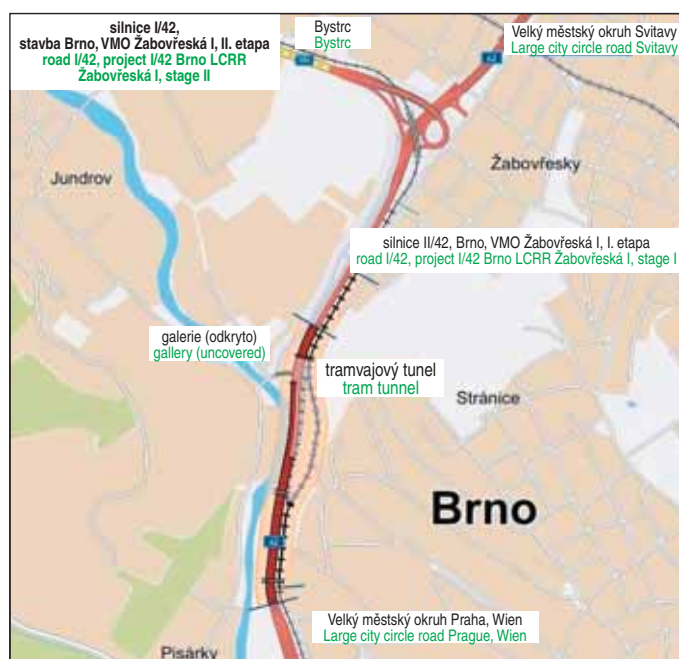 silnice I/42,
stavba Brno, VMO Žabovřeská I, II. etapa
road I/42, project I/42 Brno LCRR
Žabovřeská I, stage II
Bystrc
Bystrc
Velký městský okruh Svitavy
Large city circle road Svitavy
Jundrov
Žabovřesky
silnice II/42, Brno, VMO Žabovřeská I, I. etapa
road I/42, project I/42 Brno LCRR Žabovřeská I, stage I
galerie (odkryto)
gallery (uncovered)
tramvajový tunel
tram tunnel
Stránice
Brno
42
Velký městský okruh Praha, Wien
Large city circle road Prague, Wien
Pisárky